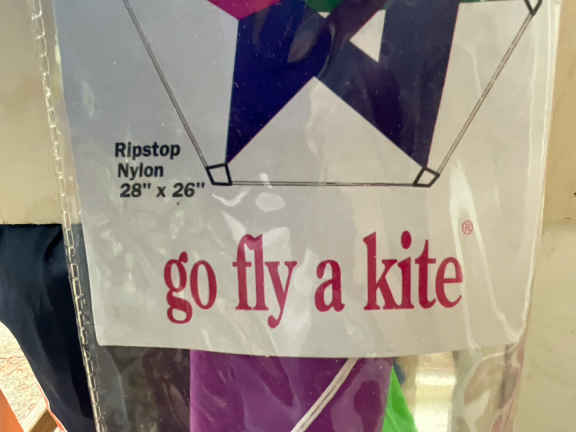 Ripstop
Nylon
28" x 26"
go fly a kite®